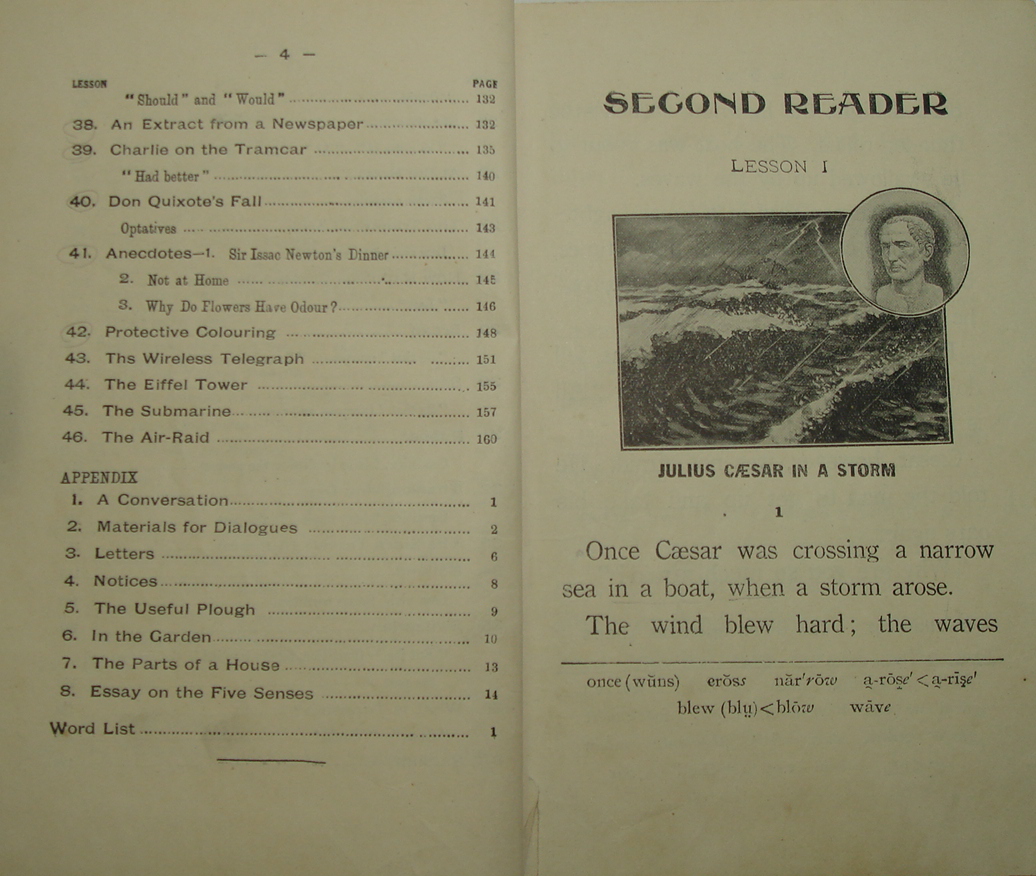 — 4 —
LESSON PAGE
"Should" and "Would" 132
38. An Extract from a Newspaper 132
39. Charlie on the Tramcar 135
"Had better" 140
40. Don Quixote's Fall 141
Optatives 143
41. Anecdotes—1. Sir Issac Newton's Dinner 144
2. Not at Home 145
3. Why Do Flowers Have Odour? 146
42. Protective Colouring 148
43. Ths Wireless Telegraph 151
44. The Eiffel Tower 155
45. The Submarine 157
46. The Air-Raid 160
APPENDIX
1. A Conversation 1
2. Materials for Dialogues 2
3. Letters 6
4. Notices 8
5. The Useful Plough 9
6. In the Garden 10
7. The Parts of a House 13
8. Essay on the Five Senses 14
Word List 1
SECOND READER
LESSON I
JULIUS CÆSAR IN A STORM
1
Once Cæsar was crossing a narrow
sea in a boat, when a storm arose.
The wind blew hard; the waves
once (wŭns) crŏss năr'rō:w a̤-rōs̱e' < a̤-rīs̱e'
blew (blṳ) < blō:w wāve